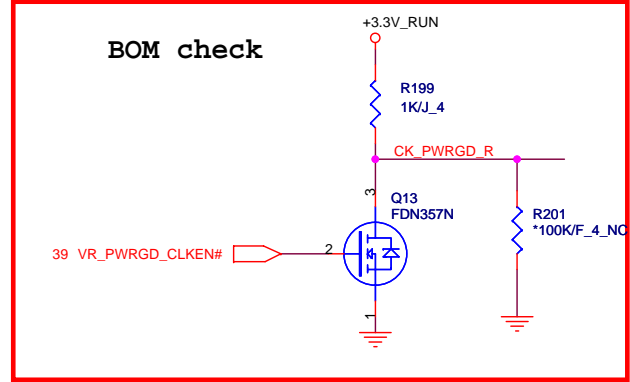 +3.3V_RUN
BOM check
R199
1K/J_4
CK_PWRGD_R
3
Q13
FDN357N
R201
*100K/F_4_NC
39 VR_PWRGD_CLKEN#
2
1